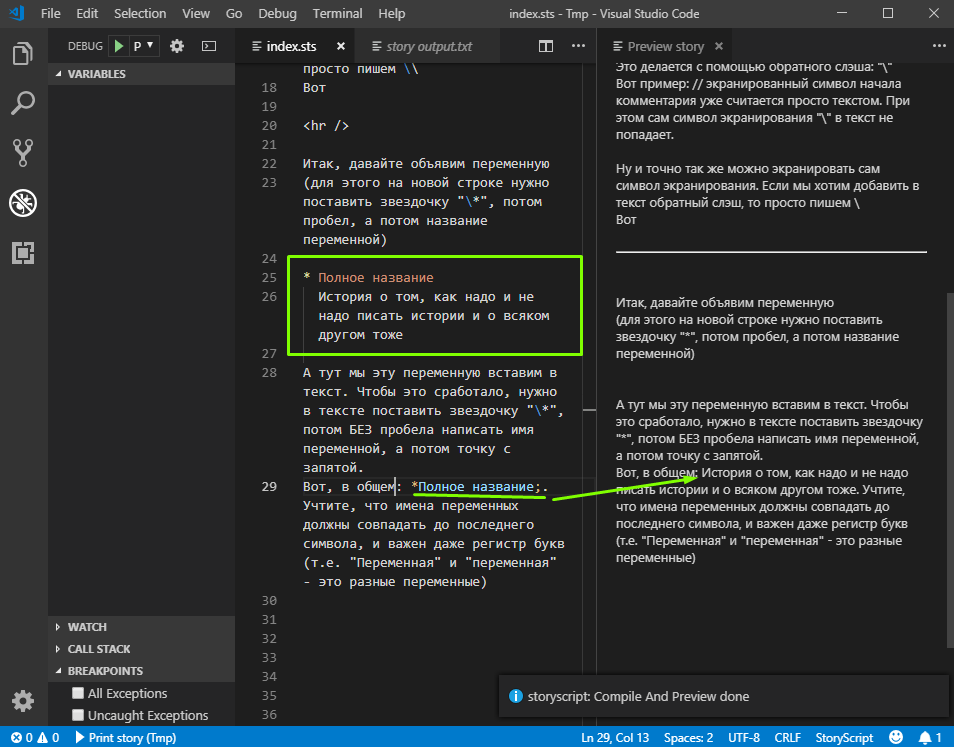 File Edit Selection View Go Debug Terminal Help index.sts - Tmp - Visual Studio Code
DEBUG P
VARIABLES
WATCH
CALL STACK
BREAKPOINTS
All Exceptions
Uncaught Exceptions
index.sts story output.txt
просто пишем \\
18 Вот
19
20 <hr />
21
22 Итак, давайте объявим переменную
23 (для этого на новой строке нужно
поставить звездочку "\*", потом
пробел, а потом название
переменной)
24
25 * Полное название
26 История о том, как надо и не
надо писать истории и о всяком
другом тоже
27
28 А тут мы эту переменную вставим в
текст. Чтобы это сработало, нужно
в тексте поставить звездочку "\*",
потом БЕЗ пробела написать имя
переменной, а потом точку с
запятой.
29 Вот, в общем: *Полное название;.
Учтите, что имена переменных
должны совпадать до последнего
символа, и важен даже регистр букв
(т.е. "Переменная" и "переменная"
- это разные переменные)
30
31
32
33
34
35
36
Preview story
Это делается с помощью обратного слэша: "\"
Вот пример: // экранированный символ начала
комментария уже считается просто текстом. При
этом сам символ экранирования "\" в текст не
попадает.
Ну и точно так же можно экранировать сам
символ экранирования. Если мы хотим добавить в
текст обратный слэш, то просто пишем \
Вот
Итак, давайте объявим переменную
(для этого на новой строке нужно поставить
звездочку "*", потом пробел, а потом название
переменной)
А тут мы эту переменную вставим в текст. Чтобы
это сработало, нужно в тексте поставить звездочку
"*", потом БЕЗ пробела написать имя переменной,
а потом точку с запятой.
Вот, в общем: История о том, как надо и не надо
писать истории и о всяком другом тоже. Учтите,
что имена переменных должны совпадать до
последнего символа, и важен даже регистр букв
(т.е. "Переменная" и "переменная" - это разные
переменные)
storyscript: Compile And Preview done
0 0 Print story (Tmp) Ln 29, Col 13 Spaces: 2 UTF-8 CRLF StoryScript 1